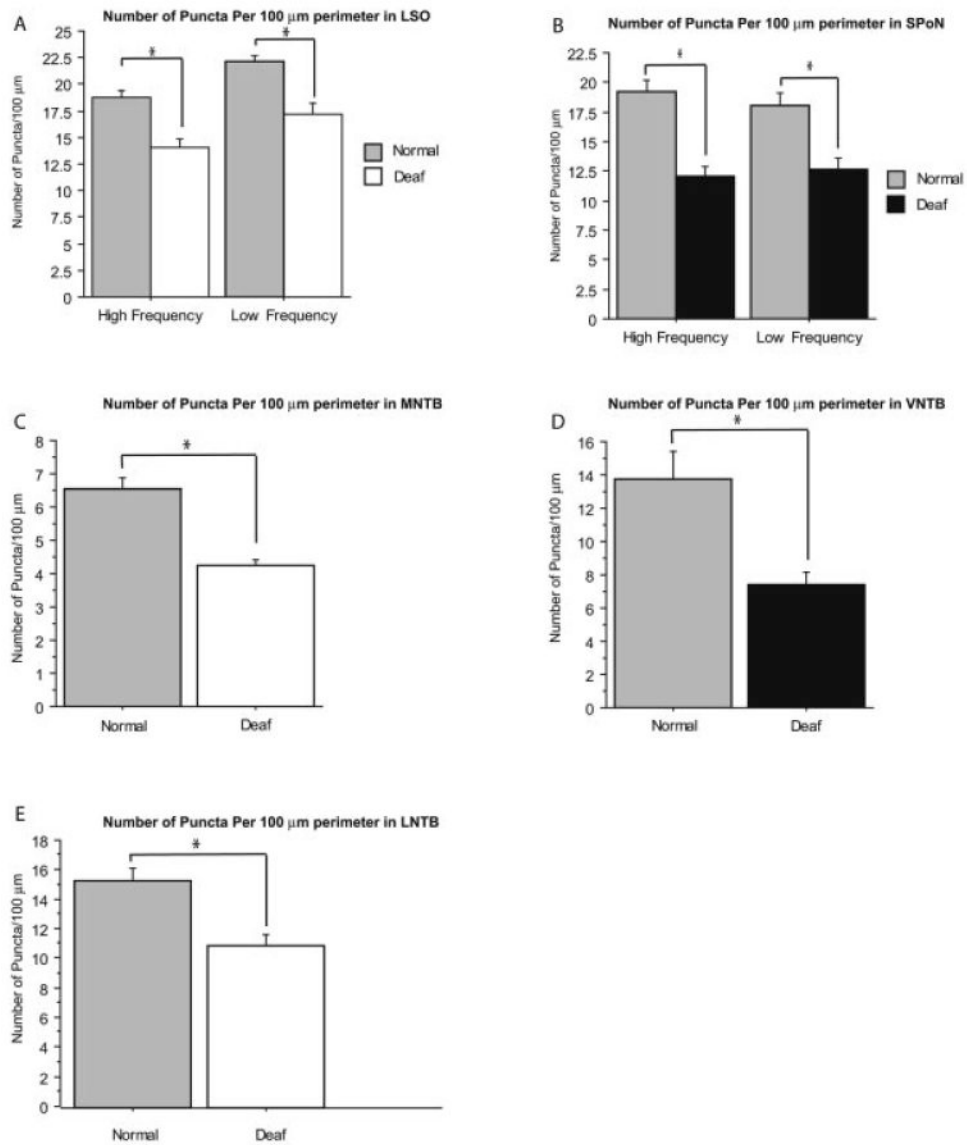 A
Number of Puncta Per 100 μm perimeter in LSO
Number of Puncta/100 μm
25
22.5
20
17.5
15
12.5
10
7.5
5
2.5
0
*
*
Normal
Deaf
High Frequency
Low Frequency
B
Number of Puncta Per 100 μm perimeter in SPoN
Number of Puncta/100 μm
25
22.5
20
17.5
15
12.5
10
7.5
5
2.5
0
*
*
Normal
Deaf
High Frequency
Low Frequency
C
Number of Puncta Per 100 μm perimeter in MNTB
Number of Puncta/100 μm
8
7
6
5
4
3
2
1
0
*
Normal
Deaf
D
Number of Puncta Per 100 μm perimeter in VNTB
Number of Puncta/100 μm
16
14
12
10
8
6
4
2
0
*
Normal
Deaf
E
Number of Puncta Per 100 μm perimeter in LNTB
Number of Puncta/100 μm
18
16
14
12
10
8
6
4
2
0
*
Normal
Deaf